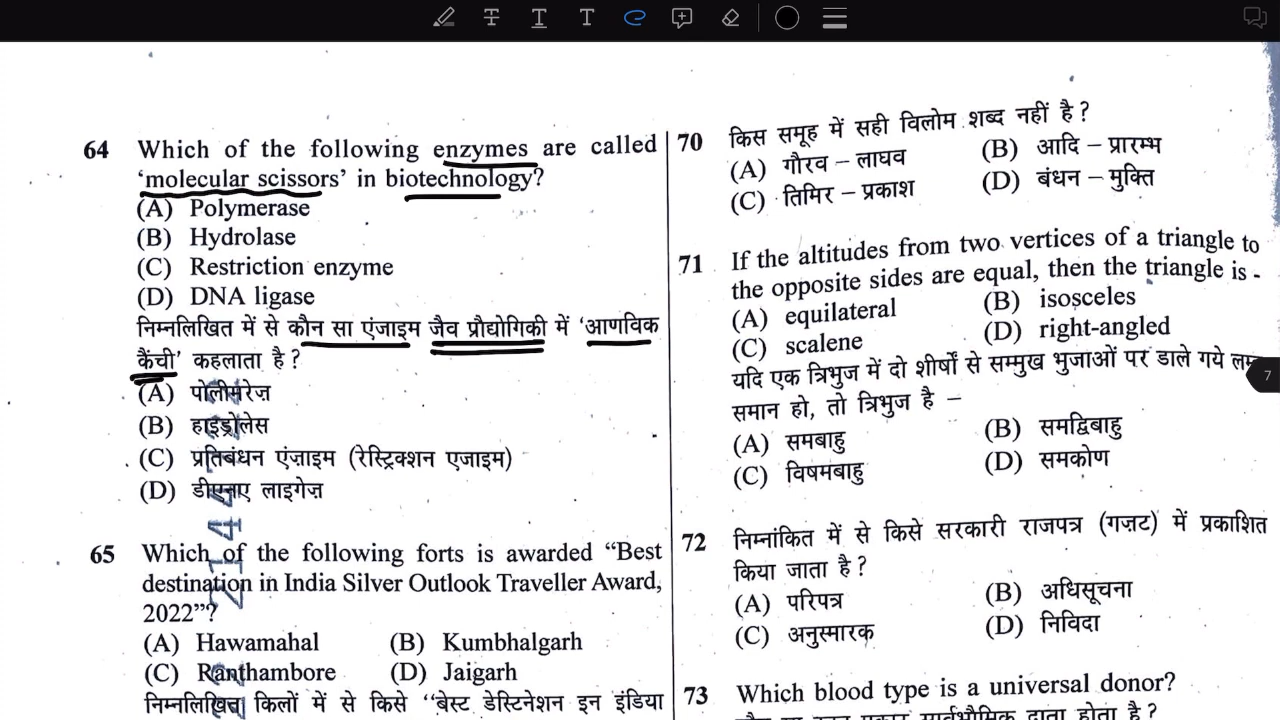 64 Which of the following enzymes are called
‘molecular scissors’ in biotechnology?
(A) Polymerase
(B) Hydrolase
(C) Restriction enzyme
(D) DNA ligase
निम्नलिखित में से कौन सा एंजाइम जैव प्रौद्योगिकी में ‘आणविक
कैंची’ कहलाता है ?
(A) पोलीमरेज़
(B) हाइड्रोलेस
(C) प्रतिबंधन एंज़ाइम (रेस्ट्रिक्शन एजाइम)
(D) डीएनए लाइगेज़
65 Which of the following forts is awarded “Best
destination in India Silver Outlook Traveller Award,
2022”?
(A) Hawamahal (B) Kumbhalgarh
(C) Ranthambore (D) Jaigarh
निम्नलिखित किलों में से किसे “बेस्ट डेस्टिनेशन इन इंडिया
70 किस समूह में सही विलोम शब्द नहीं है ?
(A) गौरव – लाघव (B) आदि – प्रारम्भ
(C) तिमिर – प्रकाश (D) बंधन – मुक्ति
71 If the altitudes from two vertices of a triangle to
the opposite sides are equal, then the triangle is -
(A) equilateral (B) isosceles
(C) scalene (D) right-angled
यदि एक त्रिभुज में दो शीर्षों से सम्मुख भुजाओं पर डाले गये
समान हो, तो त्रिभुज है –
(A) समबाहु (B) समद्विबाहु
(C) विषमबाहु (D) समकोण
7
72 निम्नांकित में से किसे सरकारी राजपत्र (गज़ट) में प्रकाशित
किया जाता है ?
(A) परिपत्र (B) अधिसूचना
(C) अनुस्मारक (D) निविदा
73 Which blood type is a universal donor?
सार्वभौमिक दाता होता है ?